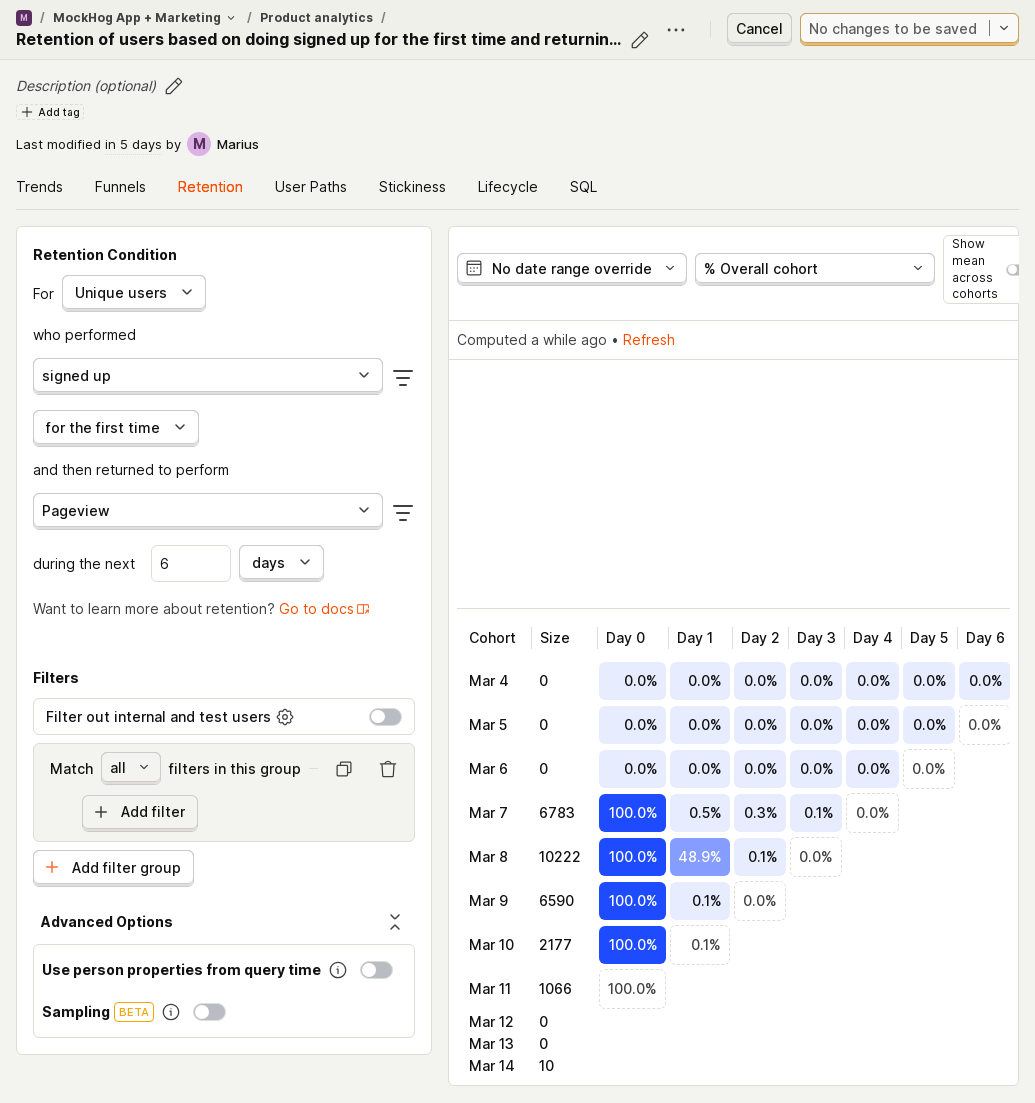 M / MockHog App + Marketing / Product analytics /
Retention of users based on doing signed up for the first time and returnin...
Cancel
No changes to be saved
Description (optional)
Add tag
Last modified in 5 days by M Marius
Trends Funnels Retention User Paths Stickiness Lifecycle SQL
Retention Condition
For Unique users
who performed
signed up
for the first time
and then returned to perform
Pageview
during the next 6 days
Want to learn more about retention? Go to docs
Filters
Filter out internal and test users
Match all filters in this group
Add filter
Add filter group
Advanced Options
Use person properties from query time
Sampling BETA
No date range override
% Overall cohort
Show
mean
across
cohorts
Computed a while ago • Refresh
Cohort Size Day 0 Day 1 Day 2 Day 3 Day 4 Day 5 Day 6
Mar 4 0 0.0% 0.0% 0.0% 0.0% 0.0% 0.0% 0.0%
Mar 5 0 0.0% 0.0% 0.0% 0.0% 0.0% 0.0% 0.0%
Mar 6 0 0.0% 0.0% 0.0% 0.0% 0.0% 0.0%
Mar 7 6783 100.0% 0.5% 0.3% 0.1% 0.0%
Mar 8 10222 100.0% 48.9% 0.1% 0.0%
Mar 9 6590 100.0% 0.1% 0.0%
Mar 10 2177 100.0% 0.1%
Mar 11 1066 100.0%
Mar 12 0
Mar 13 0
Mar 14 10